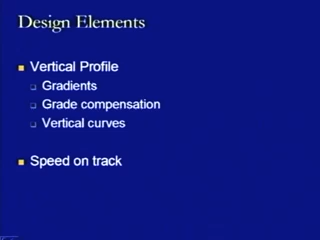 Design Elements
Vertical Profile
Gradients
Grade compensation
Vertical curves
Speed on track